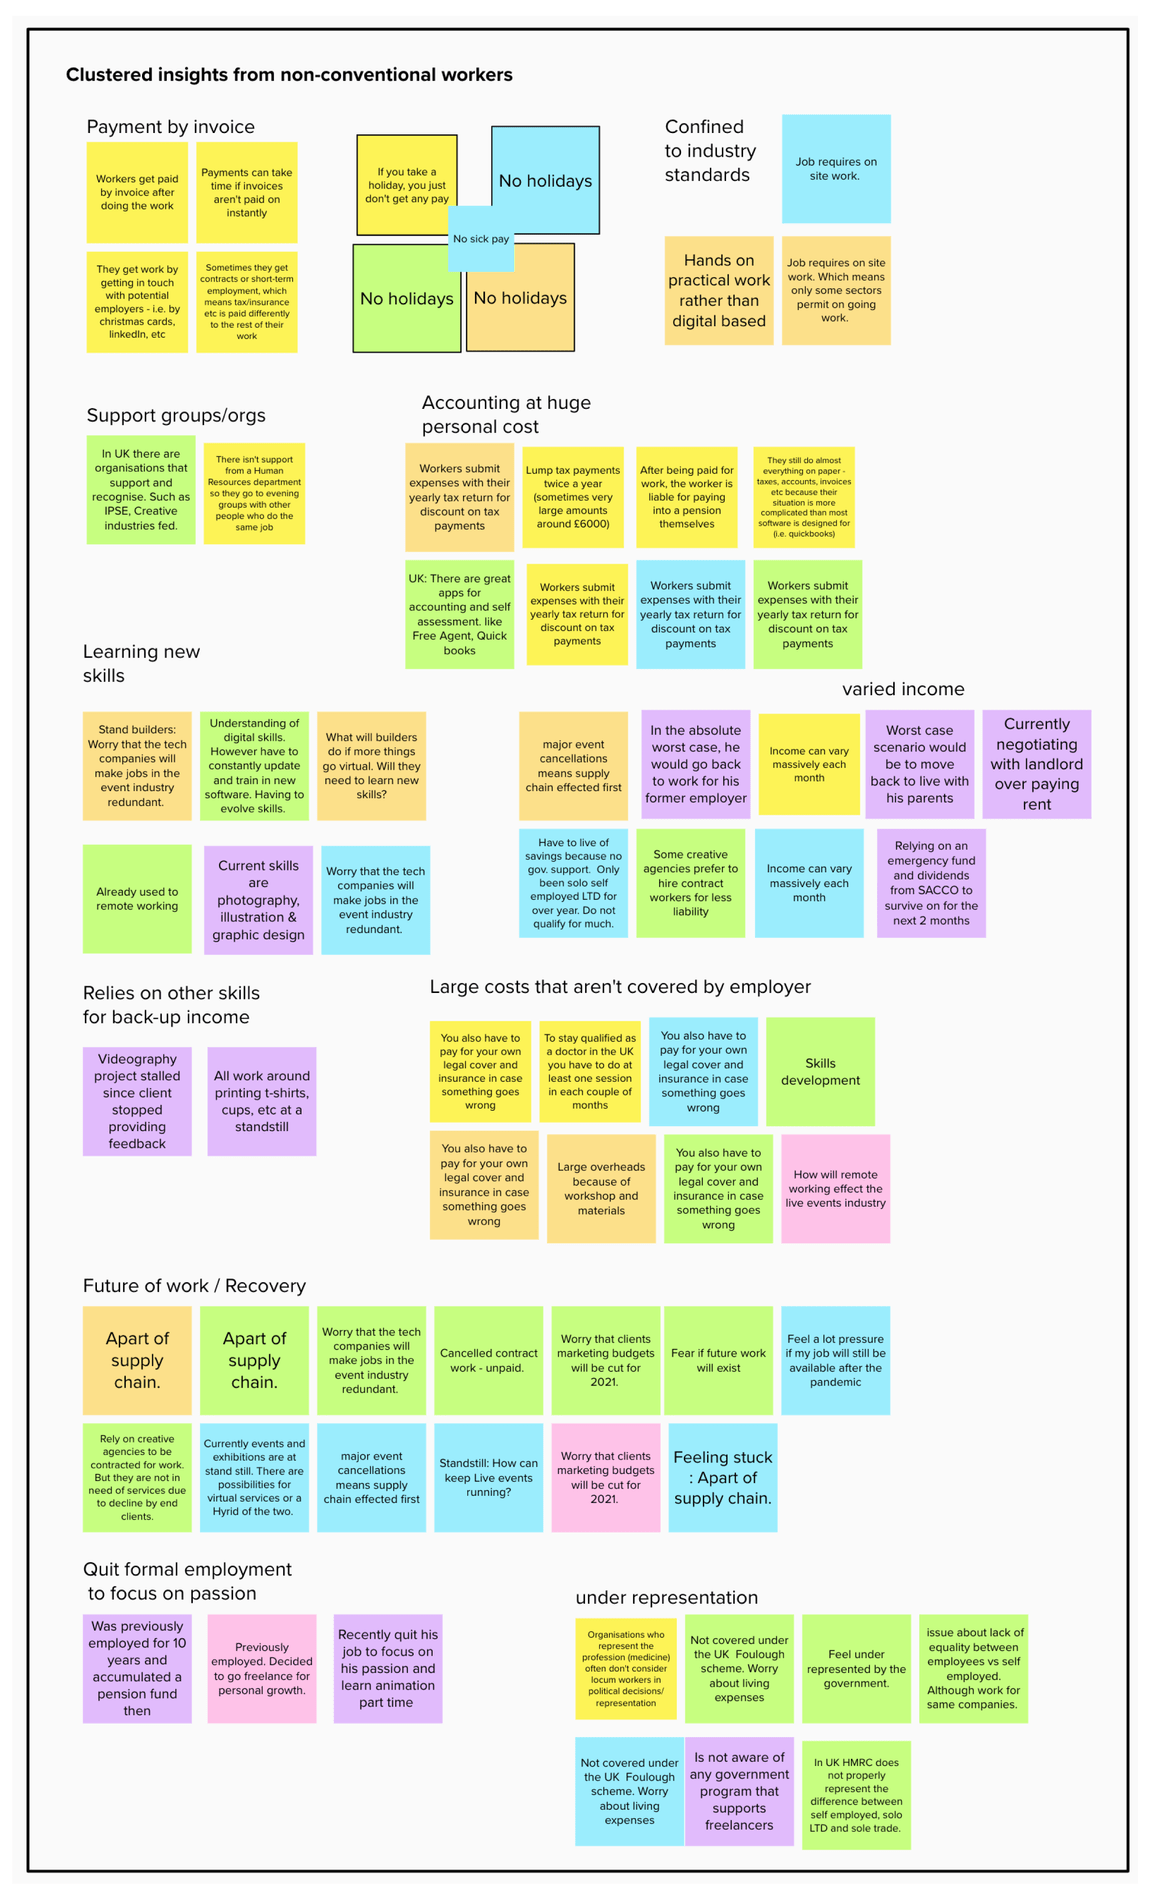 Clustered insights from non-conventional workers
Payment by invoice
Workers get paid
by invoice after
doing the work
Payments can take
time if invoices
aren't paid on
instantly
They get work by
getting in touch
with potential
employers - i.e. by
christmas cards,
linkedIn, etc
Sometimes they get
contracts or short-term
employment, which
means tax/insurance
etc is paid differently
to the rest of their
work
If you take a
holiday, you just
don't get any pay
No holidays
No sick pay
No holidays
No holidays
Confined
to industry
standards
Job requires on
site work.
Hands on
practical work
rather than
digital based
Job requires on site
work. Which means
only some sectors
permit on going
work.
Support groups/orgs
In UK there are
organisations that
support and
recognise. Such as
IPSE, Creative
industries fed.
There isn't support
from a Human
Resources department
so they go to evening
groups with other
people who do the
same job
Accounting at huge
personal cost
Workers submit
expenses with their
yearly tax return for
discount on tax
payments
Lump tax payments
twice a year
(sometimes very
large amounts
around £6000)
After being paid for
work, the worker is
liable for paying
into a pension
themselves
They still do almost
everything on paper -
taxes, accounts, invoices
etc because their
situation is more
complicated than most
software is designed for
(i.e. quickbooks)
UK: There are great
apps for
accounting and self
assessment. like
Free Agent, Quick
books
Workers submit
expenses with their
yearly tax return for
discount on tax
payments
Workers submit
expenses with their
yearly tax return for
discount on tax
payments
Workers submit
expenses with their
yearly tax return for
discount on tax
payments
Learning new
skills
Stand builders:
Worry that the tech
companies will
make jobs in the
event industry
redundant.
Understanding of
digital skills.
However have to
constantly update
and train in new
software. Having to
evolve skills.
What will builders
do if more things
go virtual. Will they
need to learn new
skills?
Already used to
remote working
Current skills
are
photography,
illustration &
graphic design
Worry that the tech
companies will
make jobs in the
event industry
redundant.
varied income
major event
cancellations
means supply
chain effected first
In the absolute
worst case, he
would go back
to work for his
former employer
Income can vary
massively each
month
Worst case
scenario would
be to move
back to live with
his parents
Currently
negotiating
with landlord
over paying
rent
Have to live of
savings because no
gov. support. Only
been solo self
employed LTD for
over year. Do not
qualify for much.
Some creative
agencies prefer to
hire contract
workers for less
liability
Income can vary
massively each
month
Relying on an
emergency fund
and dividends
from SACCO to
survive on for the
next 2 months
Relies on other skills
for back-up income
Videography
project stalled
since client
stopped
providing
feedback
All work around
printing t-shirts,
cups, etc at a
standstill
Large costs that aren't covered by employer
You also have to
pay for your own
legal cover and
insurance in case
something goes
wrong
To stay qualified as
a doctor in the UK
you have to do at
least one session
in each couple of
months
You also have to
pay for your own
legal cover and
insurance in case
something goes
wrong
Skills
development
You also have to
pay for your own
legal cover and
insurance in case
something goes
wrong
Large overheads
because of
workshop and
materials
You also have to
pay for your own
legal cover and
insurance in case
something goes
wrong
How will remote
working effect the
live events industry
Future of work / Recovery
Apart of
supply
chain.
Apart of
supply
chain.
Worry that the tech
companies will
make jobs in the
event industry
redundant.
Cancelled contract
work - unpaid.
Worry that clients
marketing budgets
will be cut for
2021.
Fear if future work
will exist
Feel a lot pressure
if my job will still be
available after the
pandemic
Rely on creative
agencies to be
contracted for work.
But they are not in
need of services due
to decline by end
clients.
Currently events and
exhibitions are at
stand still. There are
possibilities for
virtual services or a
Hyrid of the two.
major event
cancellations
means supply
chain effected first
Standstill: How can
keep Live events
running?
Worry that clients
marketing budgets
will be cut for
2021.
Feeling stuck
: Apart of
supply chain.
Quit formal employment
to focus on passion
Was previously
employed for 10
years and
accumulated a
pension fund
then
Previously
employed. Decided
to go freelance for
personal growth.
Recently quit his
job to focus on
his passion and
learn animation
part time
under representation
Organisations who
represent the
profession (medicine)
often don't consider
locum workers in
political decisions/
representation
Not covered under
the UK Foulough
scheme. Worry
about living
expenses
Feel under
represented by the
government.
issue about lack of
equality between
employees vs self
employed.
Although work for
same companies.
Not covered under
the UK Foulough
scheme. Worry
about living
expenses
Is not aware of
any government
program that
supports
freelancers
In UK HMRC does
not properly
represent the
difference between
self employed, solo
LTD and sole trade.